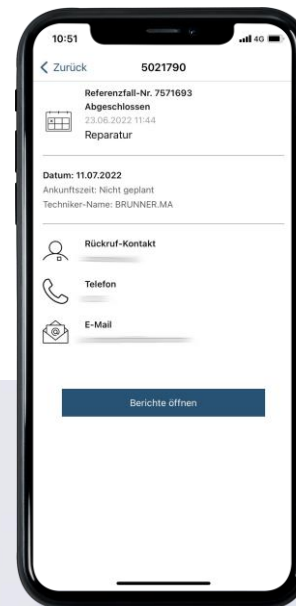 10:51
4G
Zurück
5021790
Referenzfall-Nr. 7571693
Abgeschlossen
23.06.2022 11:44
Reparatur
Datum: 11.07.2022
Ankunftszeit: Nicht geplant
Techniker-Name: BRUNNER.MA
Rückruf-Kontakt
Telefon
E-Mail
Berichte öffnen